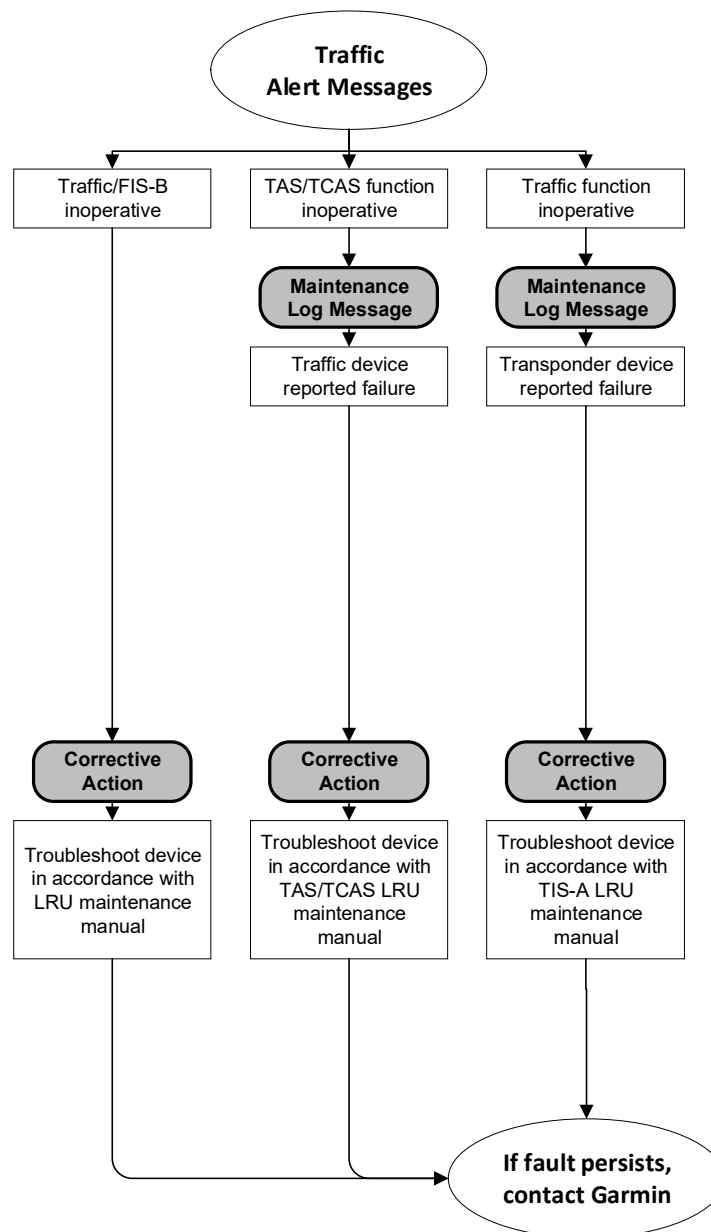 Traffic
Alert Messages
Traffic/FIS-B
inoperative
TAS/TCAS function
inoperative
Traffic function
inoperative
Maintenance
Log Message
Maintenance
Log Message
Traffic device
reported failure
Transponder device
reported failure
Corrective
Action
Corrective
Action
Corrective
Action
Troubleshoot device
in accordance with
LRU maintenance
manual
Troubleshoot device
in accordance with
TAS/TCAS LRU
maintenance
manual
Troubleshoot device
in accordance with
TIS-A LRU
maintenance
manual
If fault persists,
contact Garmin